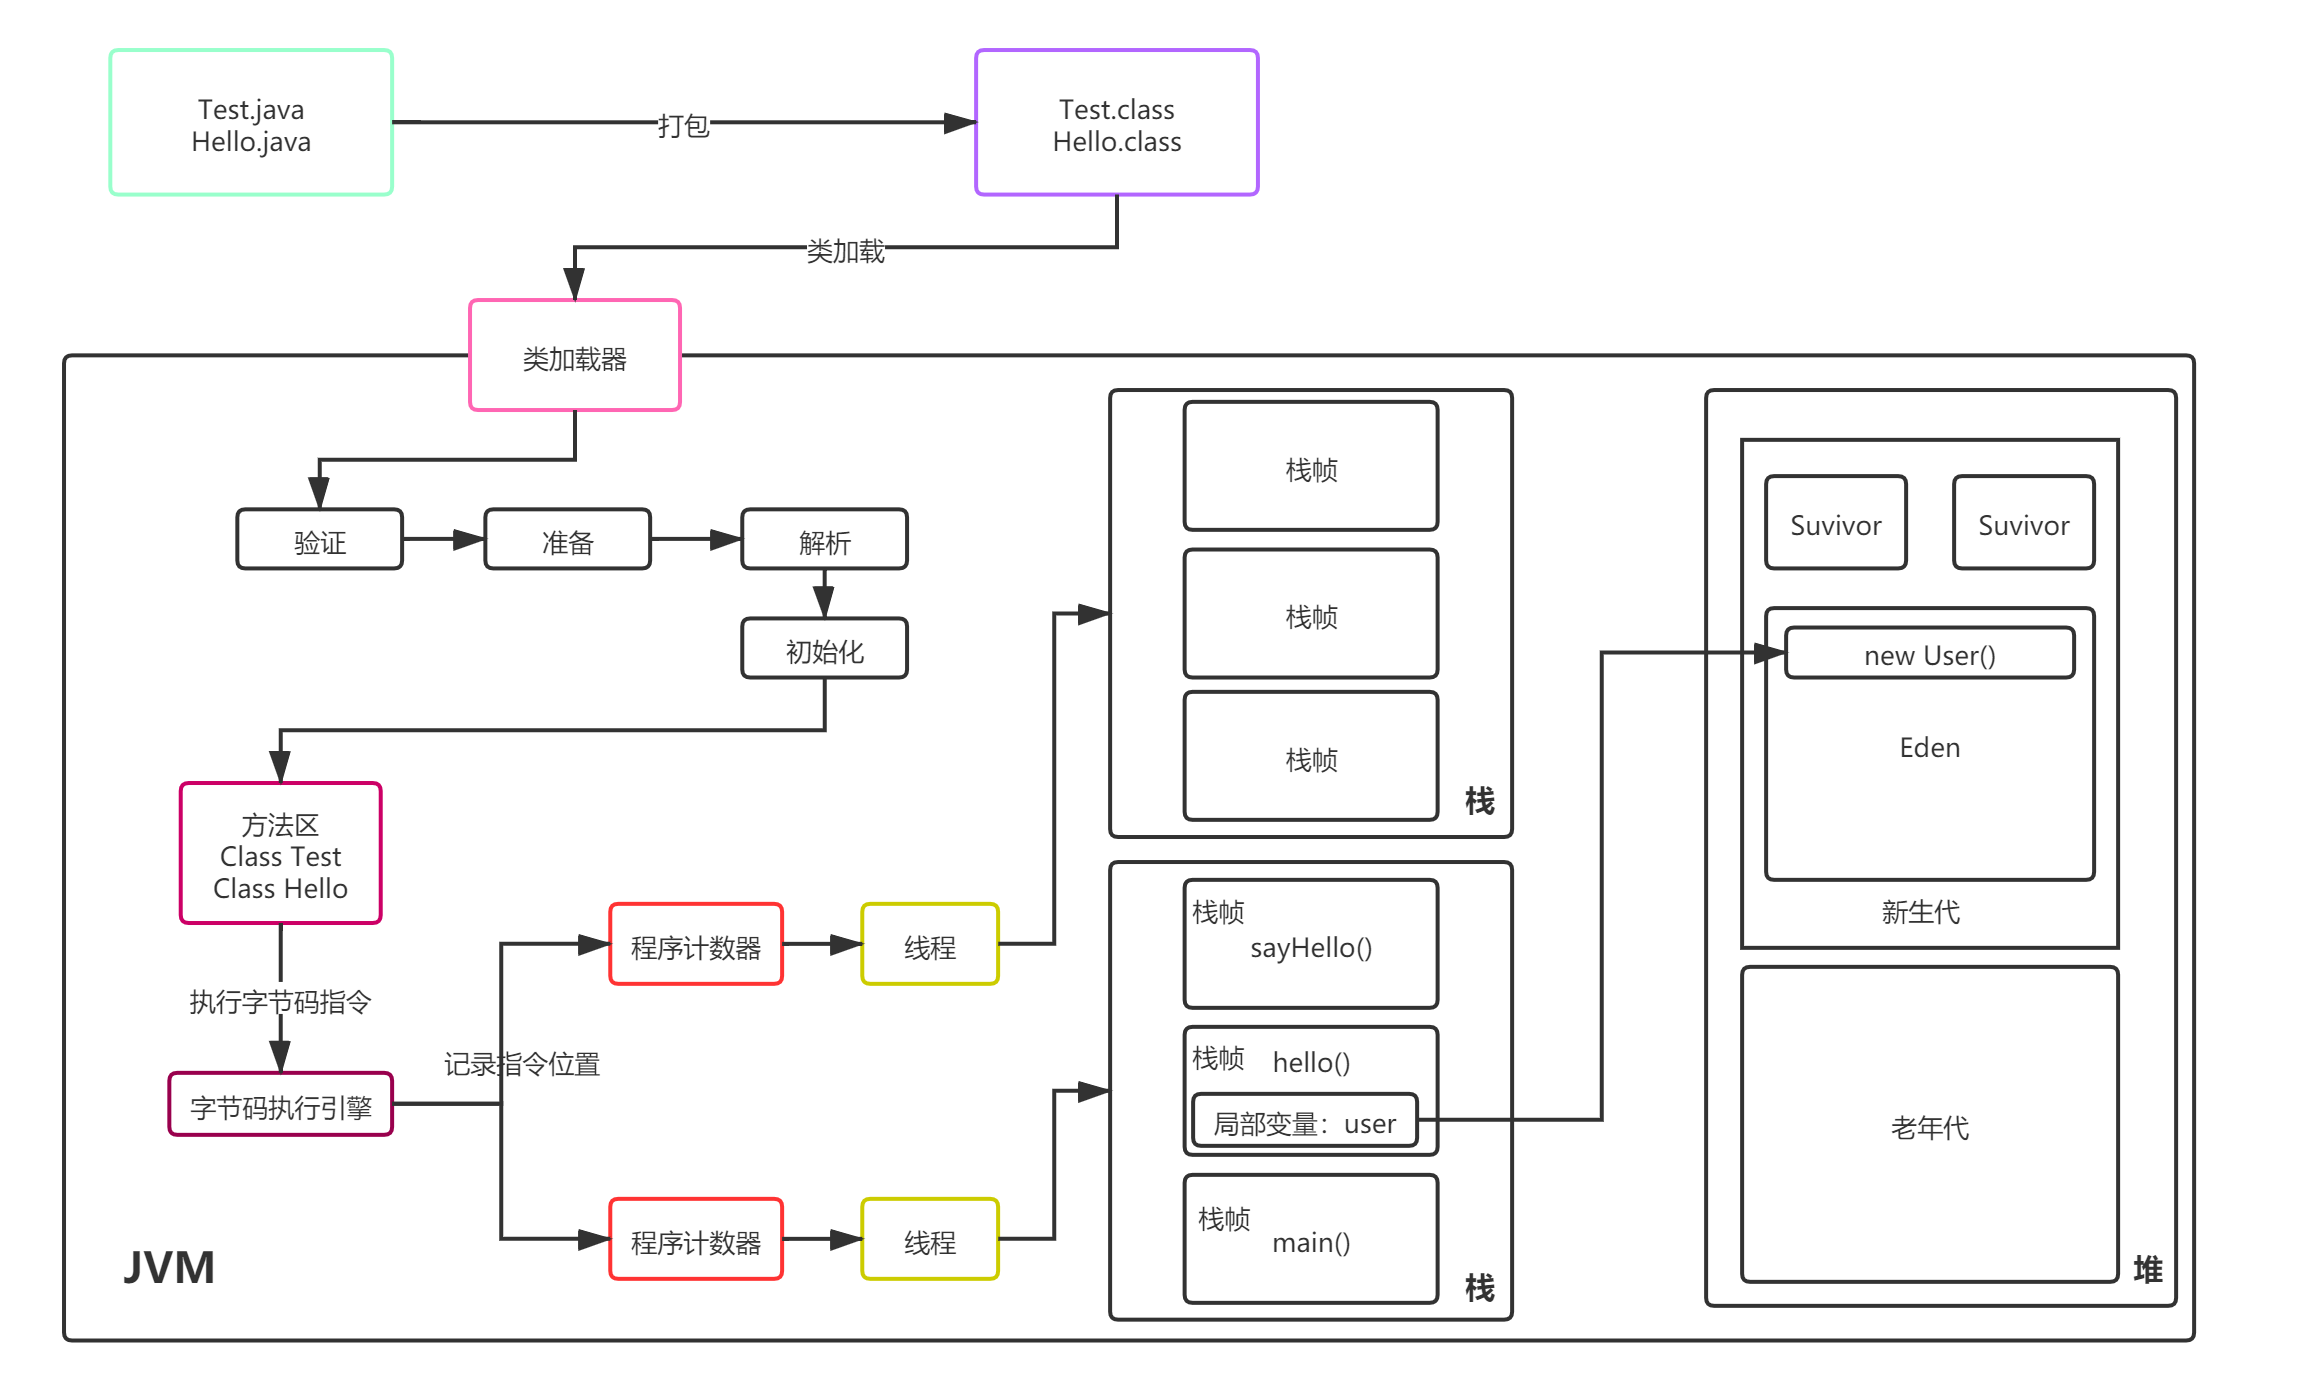 Test.java
Hello.java
打包
Test.class
Hello.class
类加载
类加载器
验证
准备
解析
初始化
方法区
Class Test
Class Hello
执行字节码指令
字节码执行引擎
记录指令位置
程序计数器
线程
程序计数器
线程
栈帧
栈帧
栈帧
栈
栈帧
sayHello()
栈帧
hello()
局部变量：user
栈帧
main()
栈
Suvivor
Suvivor
new User()
Eden
新生代
老年代
堆
JVM